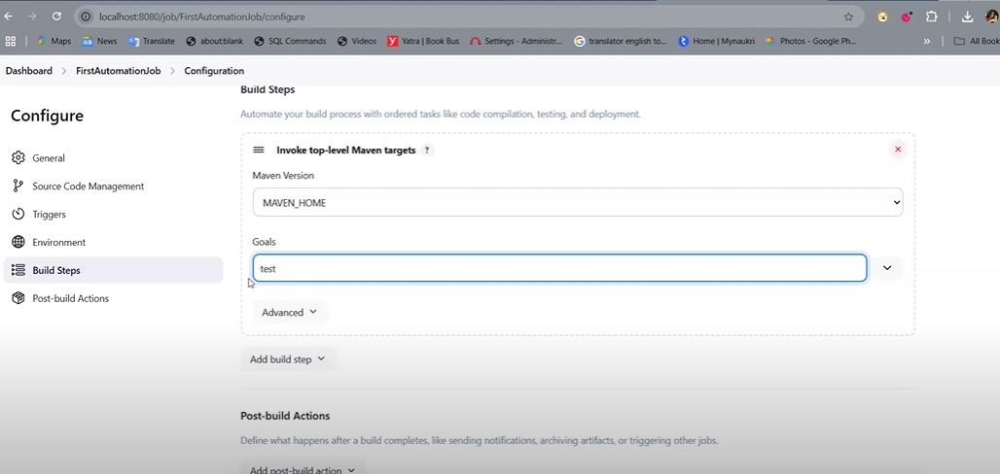 localhost:8080/job/FirstAutomationJob/configure
Maps News Translate about:blank SQL Commands Videos Yatra | Book Bus Settings - Administr... translator english to... Home | Mynaukri Photos - Google Ph... » All Book
Dashboard > FirstAutomationJob > Configuration
Configure
General
Source Code Management
Triggers
Environment
Build Steps
Post-build Actions
Build Steps
Automate your build process with ordered tasks like code compilation, testing, and deployment.
Invoke top-level Maven targets ?
Maven Version
MAVEN_HOME
Goals
test
Advanced
Add build step
Post-build Actions
Define what happens after a build completes, like sending notifications, archiving artifacts, or triggering other jobs.
Add post-build action